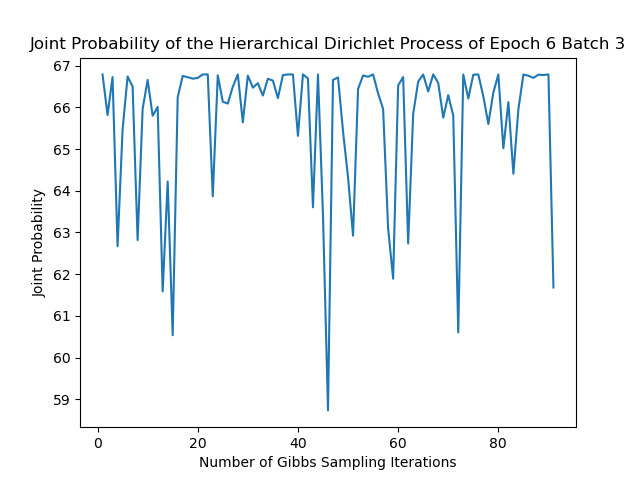 Joint Probability of the Hierarchical Dirichlet Process of Epoch 6 Batch 3
67
66
65
64
63
62
61
60
59
Joint Probability
0 20 40 60 80
Number of Gibbs Sampling Iterations